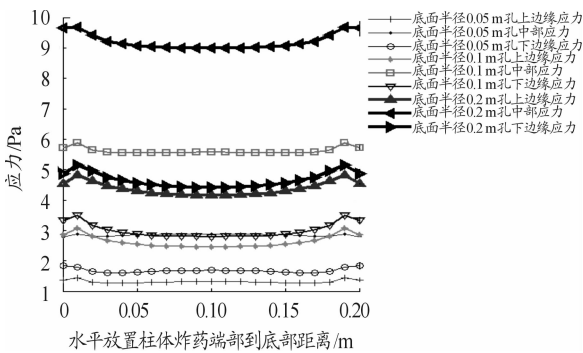 10
9
8
7
6
5
4
3
2
1
应力/Pa
0 0.05 0.10 0.15 0.20
水平放置柱体炸药端部到底部距离/m
底面半径0.05m孔上边缘应力
底面半径0.05m孔中部应力
底面半径0.05m孔下边缘应力
底面半径0.1m孔上边缘应力
底面半径0.1m孔中部应力
底面半径0.1m孔下边缘应力
底面半径0.2m孔上边缘应力
底面半径0.2m孔中部应力
底面半径0.2m孔下边缘应力